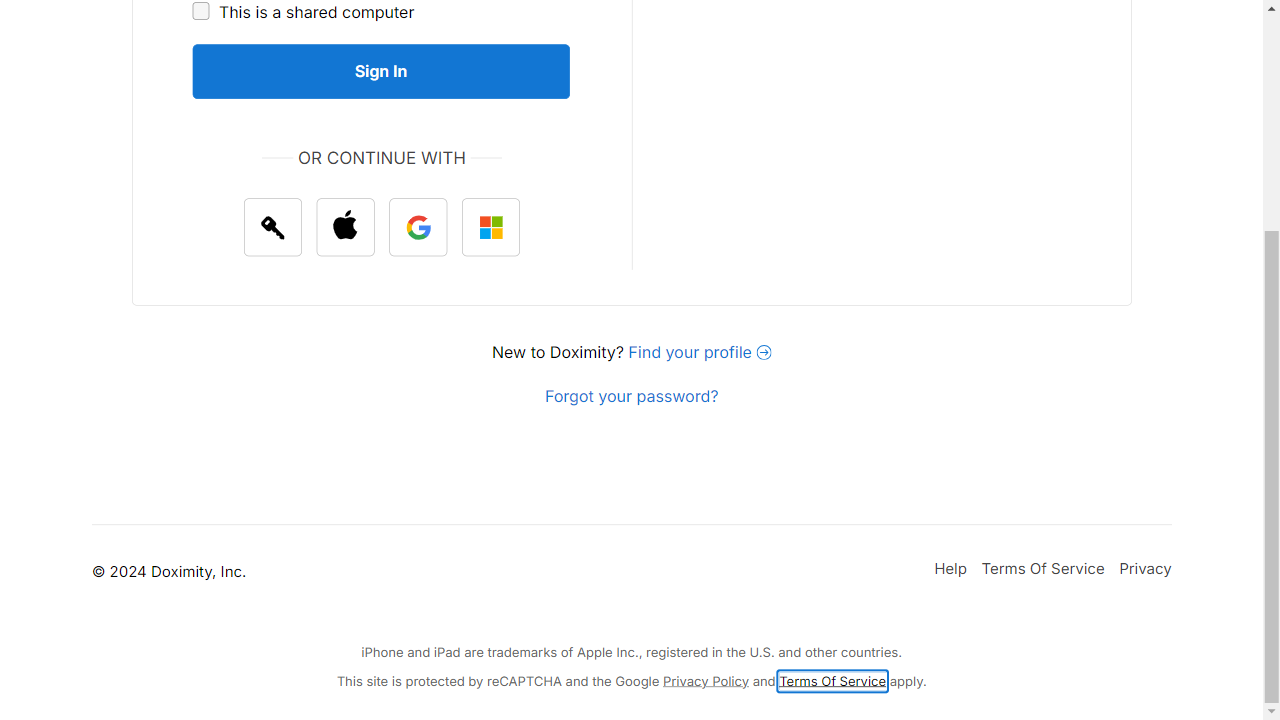 This is a shared computer
Sign In
OR CONTINUE WITH
New to Doximity? Find your profile
Forgot your password?
© 2024 Doximity, Inc.
Help Terms Of Service Privacy
iPhone and iPad are trademarks of Apple Inc., registered in the U.S. and other countries.
This site is protected by reCAPTCHA and the Google Privacy Policy and Terms Of Service apply.